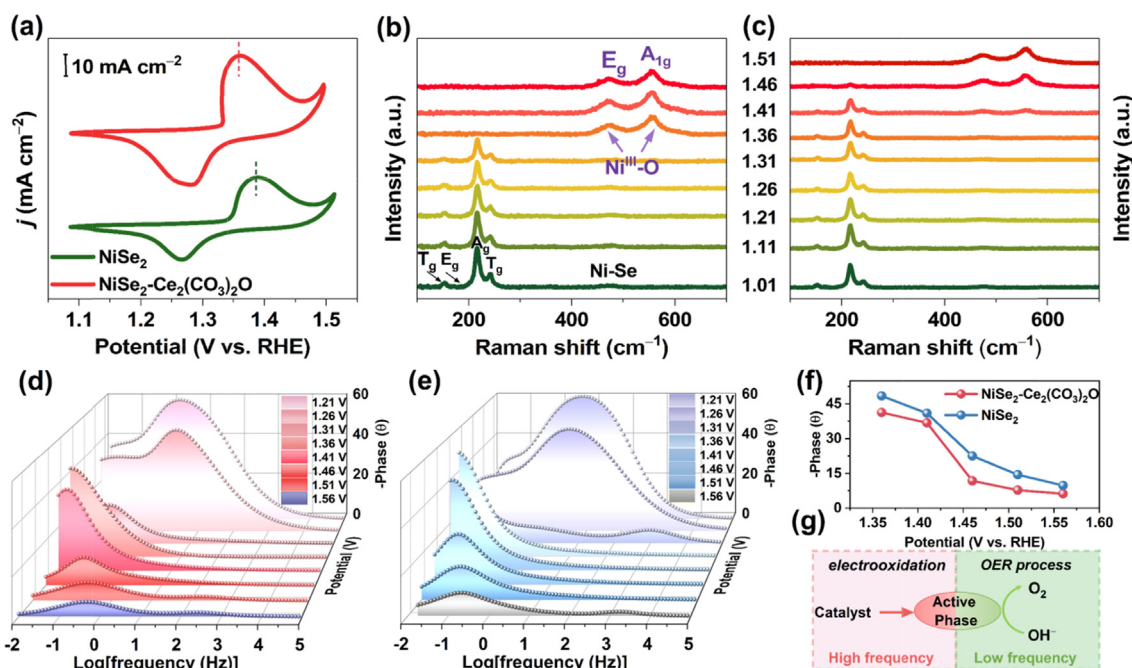 (a)
10 mA cm⁻²
j (mA cm⁻²)
NiSe₂
NiSe₂-Ce₂(CO₃)₂O
1.1 1.2 1.3 1.4 1.5
Potential (V vs. RHE)
(b)
E_g A_1g
Ni^III-O
A_g
T_g E_g T_g Ni-Se
Intensity (a.u.)
200 400 600
Raman shift (cm⁻¹)
(c)
1.51
1.46
1.41
1.36
1.31
1.26
1.21
1.11
1.01
Intensity (a.u.)
200 400 600
Raman shift (cm⁻¹)
(d)
1.21 V
1.26 V
1.31 V
1.36 V
1.41 V
1.46 V
1.51 V
1.56 V
60
40
20
0
-Phase (θ)
Potential (V)
-2 -1 0 1 2 3 4 5
Log[frequency (Hz)]
(e)
1.21 V
1.26 V
1.31 V
1.36 V
1.41 V
1.46 V
1.51 V
1.56 V
60
40
20
0
-Phase (θ)
Potential (V)
-2 -1 0 1 2 3 4 5
Log[frequency (Hz)]
(f)
NiSe₂-Ce₂(CO₃)₂O
NiSe₂
45
30
15
0
-Phase (θ)
1.35 1.40 1.45 1.50 1.55 1.60
Potential (V vs. RHE)
(g)
electrooxidation OER process
Catalyst Active Phase O₂
OH⁻
High frequency Low frequency